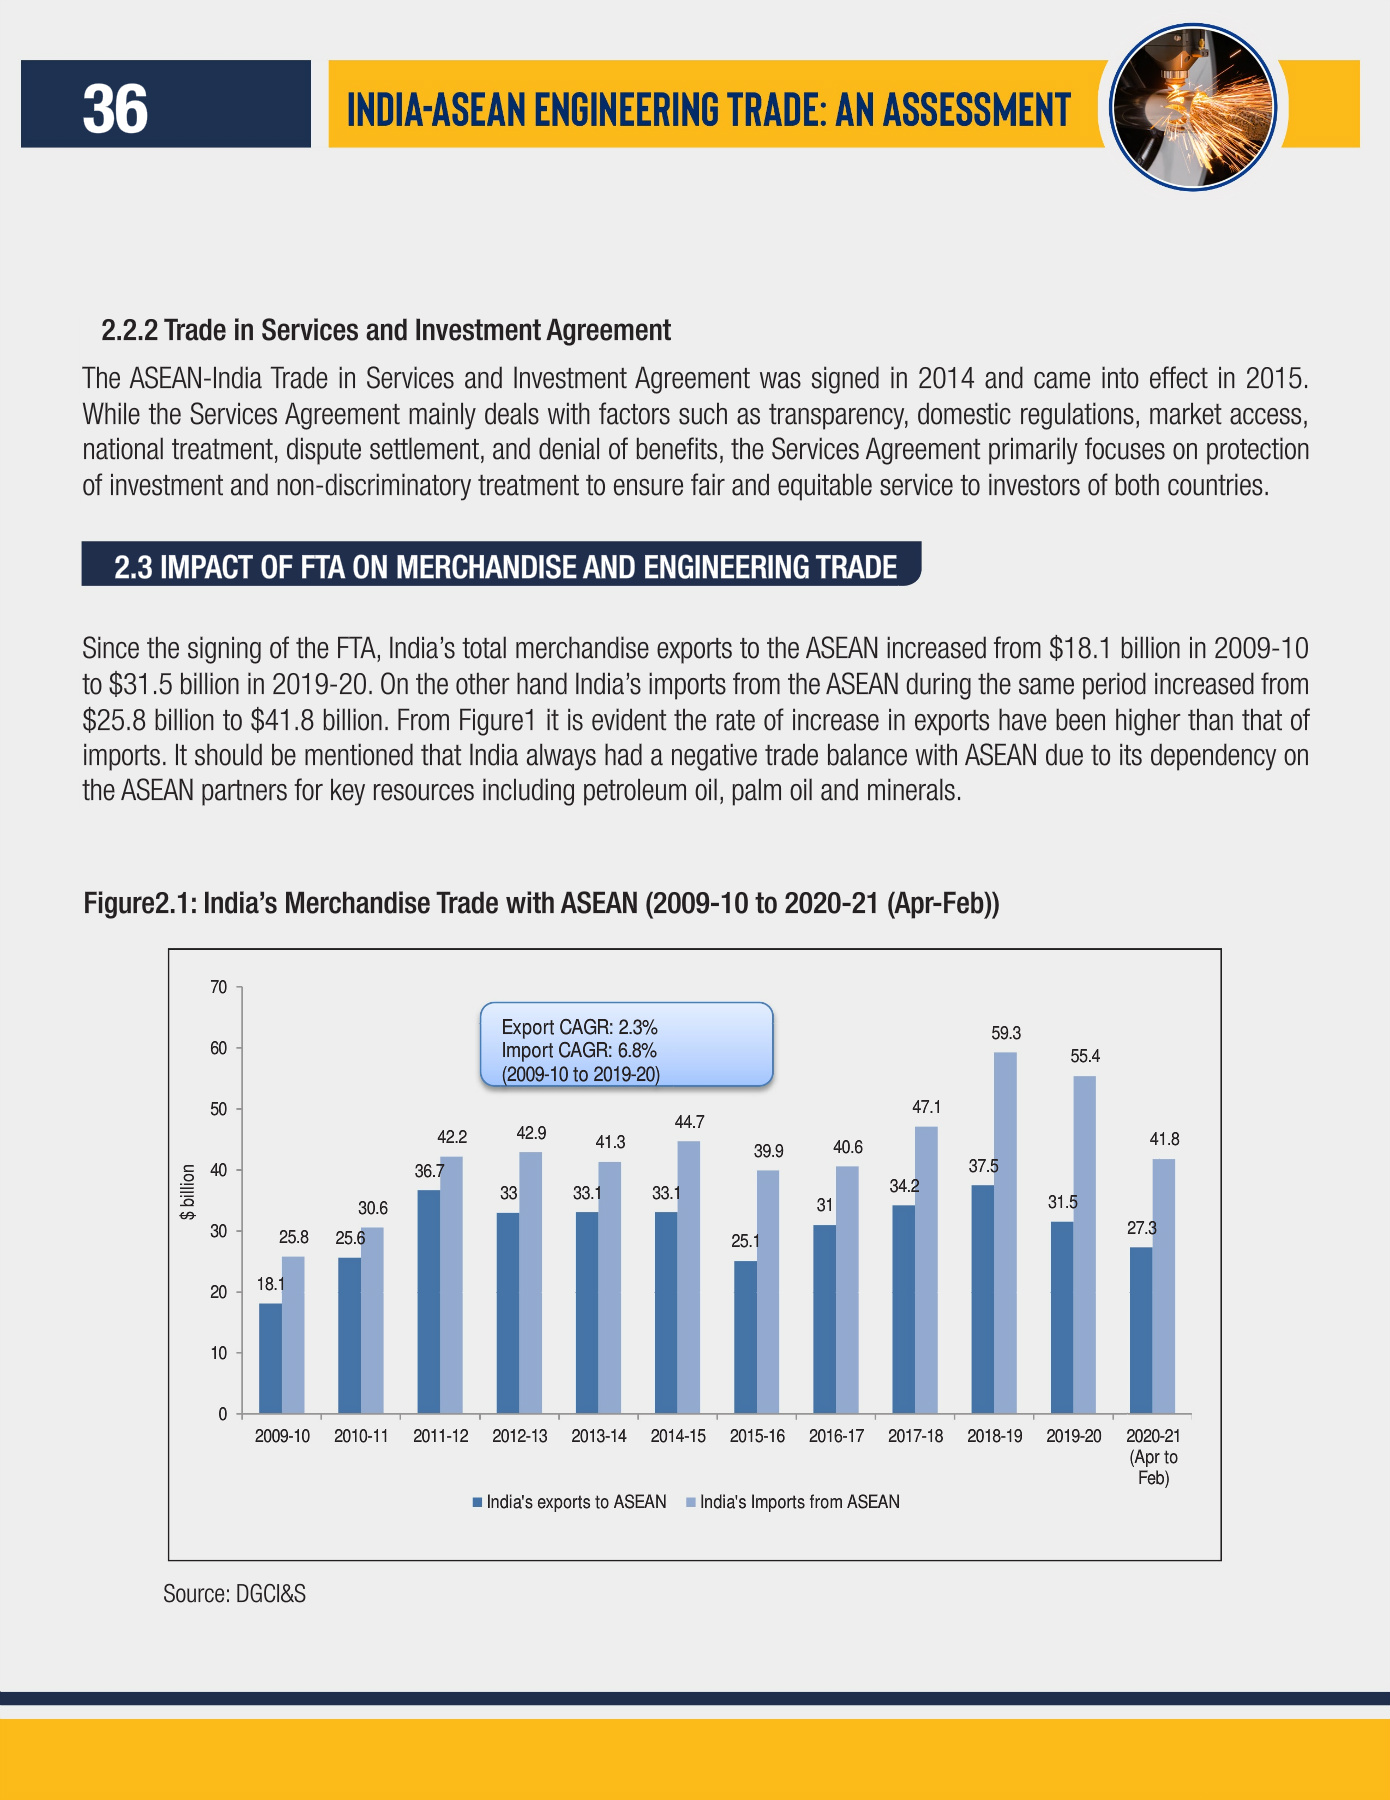 36
INDIA-ASEAN ENGINEERING TRADE: AN ASSESSMENT
2.2.2 Trade in Services and Investment Agreement
The ASEAN-India Trade in Services and Investment Agreement was signed in 2014 and came into effect in 2015.
While the Services Agreement mainly deals with factors such as transparency, domestic regulations, market access,
national treatment, dispute settlement, and denial of benefits, the Services Agreement primarily focuses on protection
of investment and non-discriminatory treatment to ensure fair and equitable service to investors of both countries.
2.3 IMPACT OF FTA ON MERCHANDISE AND ENGINEERING TRADE
Since the signing of the FTA, India's total merchandise exports to the ASEAN increased from $18.1 billion in 2009-10
to $31.5 billion in 2019-20. On the other hand India's imports from the ASEAN during the same period increased from
$25.8 billion to $41.8 billion. From Figure1 it is evident the rate of increase in exports have been higher than that of
imports. It should be mentioned that India always had a negative trade balance with ASEAN due to its dependency on
the ASEAN partners for key resources including petroleum oil, palm oil and minerals.
Figure2.1: India's Merchandise Trade with ASEAN (2009-10 to 2020-21 (Apr-Feb))
70
60
50
40
30
20
10
0
$ billion
Export CAGR: 2.3%
Import CAGR: 6.8%
(2009-10 to 2019-20)
18.1
25.8
25.6
30.6
36.7
42.2
33
42.9
33.1
41.3
33.1
44.7
25.1
39.9
31
40.6
34.2
47.1
37.5
59.3
31.5
55.4
27.3
41.8
2009-10 2010-11 2011-12 2012-13 2013-14 2014-15 2015-16 2016-17 2017-18 2018-19 2019-20 2020-21
(Apr to
Feb)
India's exports to ASEAN India's Imports from ASEAN
Source: DGCI&S